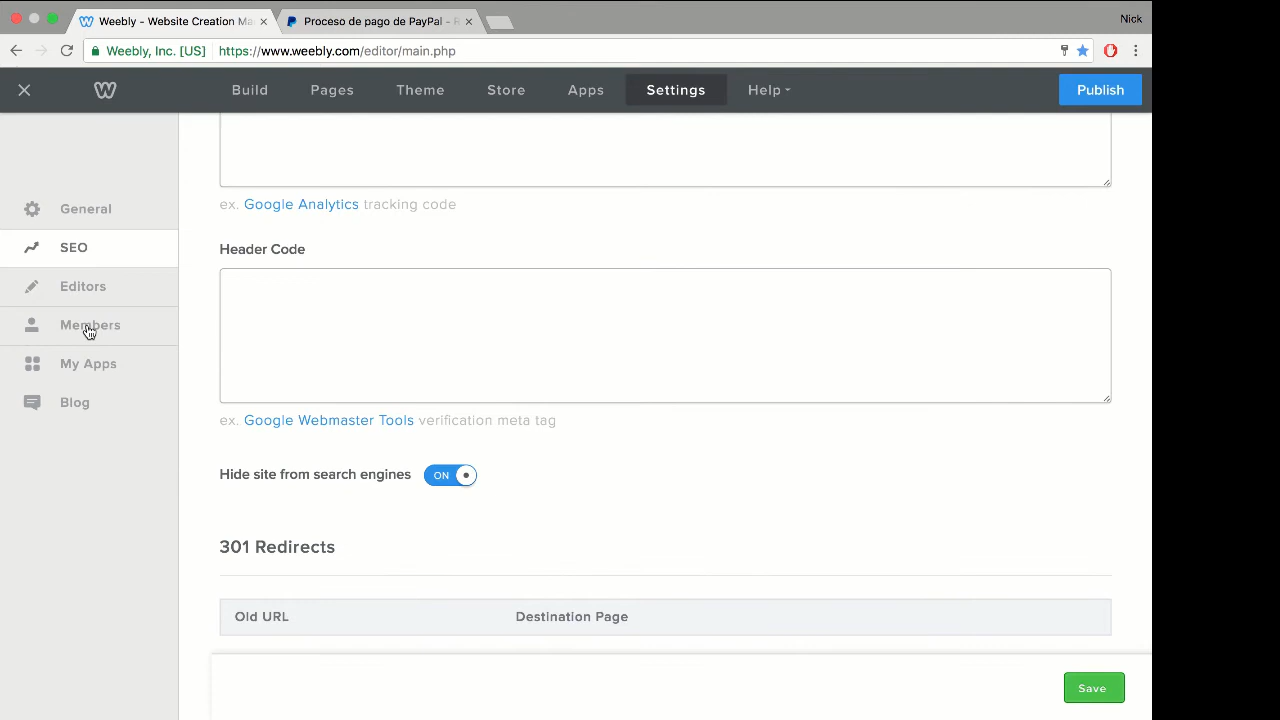 Weebly - Website Creation Ma
Proceso de pago de PayPal - R
Nick
Weebly, Inc. [US]
https://www.weebly.com/editor/main.php
Build
Pages
Theme
Store
Apps
Settings
Help
Publish
General
SEO
Editors
Members
My Apps
Blog
ex. Google Analytics tracking code
Header Code
ex. Google Webmaster Tools verification meta tag
Hide site from search engines
ON
301 Redirects
Old URL
Destination Page
Save